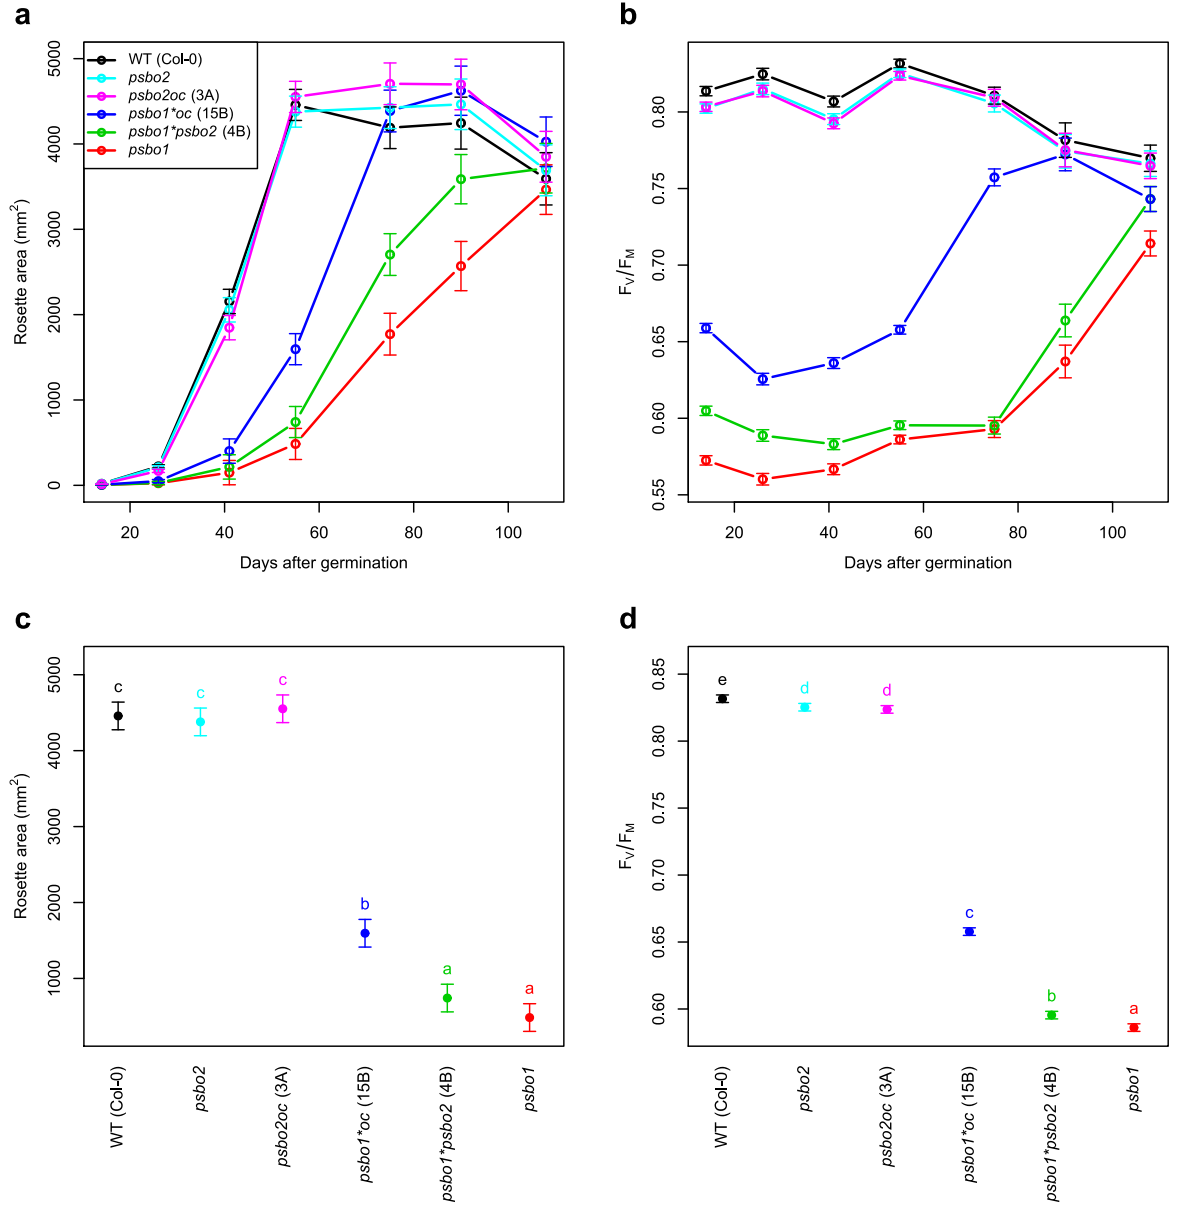 a
Rosette area (mm²)
5000
4000
3000
2000
1000
0
WT (Col-0)
psbo2
psbo2oc (3A)
psbo1*oc (15B)
psbo1*psbo2 (4B)
psbo1
20 40 60 80 100
Days after germination
b
Fᵥ/Fₘ
0.80
0.75
0.70
0.65
0.60
0.55
20 40 60 80 100
Days after germination
c
Rosette area (mm²)
5000
4000
3000
2000
1000
c c c b a a
WT (Col-0)
psbo2
psbo2oc (3A)
psbo1*oc (15B)
psbo1*psbo2 (4B)
psbo1
d
Fᵥ/Fₘ
0.85
0.80
0.75
0.70
0.65
0.60
e d d c b a
WT (Col-0)
psbo2
psbo2oc (3A)
psbo1*oc (15B)
psbo1*psbo2 (4B)
psbo1